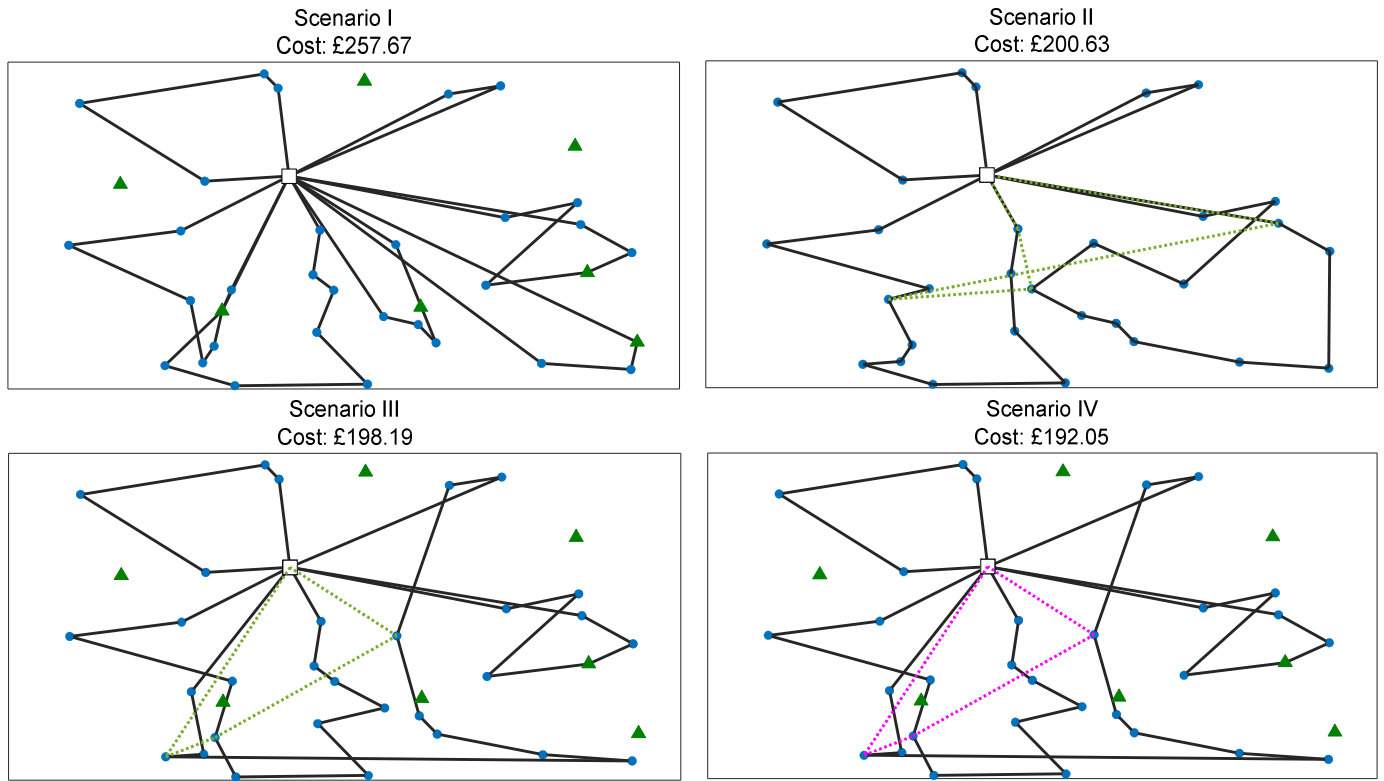 Scenario I
Cost: £257.67
Scenario II
Cost: £200.63
Scenario III
Cost: £198.19
Scenario IV
Cost: £192.05